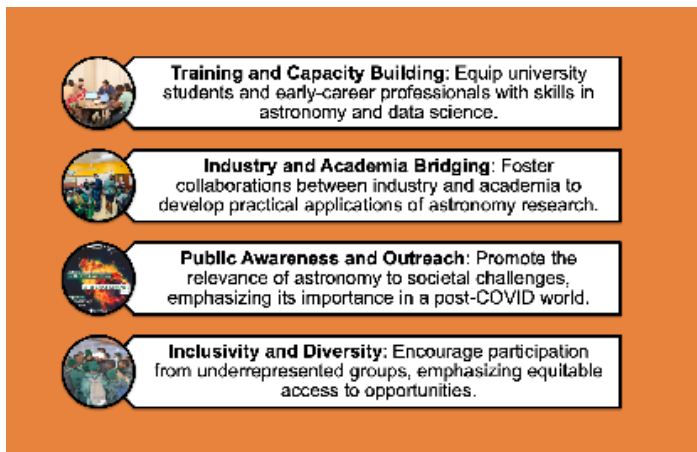 Training and Capacity Building: Equip university
students and early-career professionals with skills in
astronomy and data science.
Industry and Academia Bridging: Foster
collaborations between industry and academia to
develop practical applications of astronomy research.
Public Awareness and Outreach: Promote the
relevance of astronomy to societal challenges,
emphasizing its importance in a post-COVID world.
Inclusivity and Diversity: Encourage participation
from underrepresented groups, emphasizing equitable
access to opportunities.